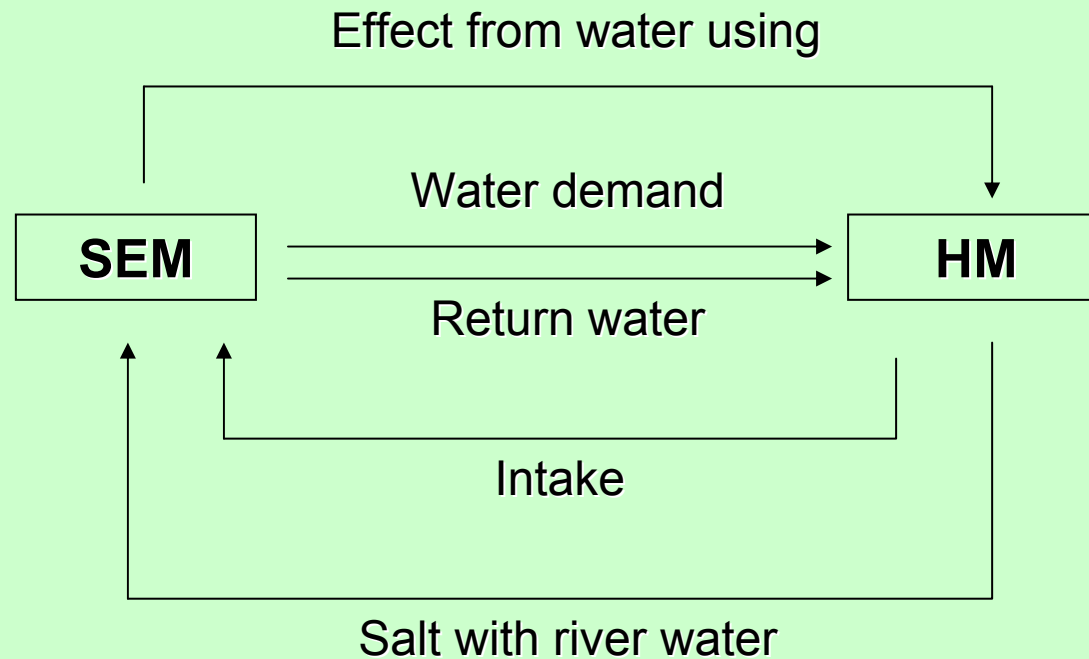 Effect from water using
Water demand
SEM
HM
Return water
Intake
Salt with river water